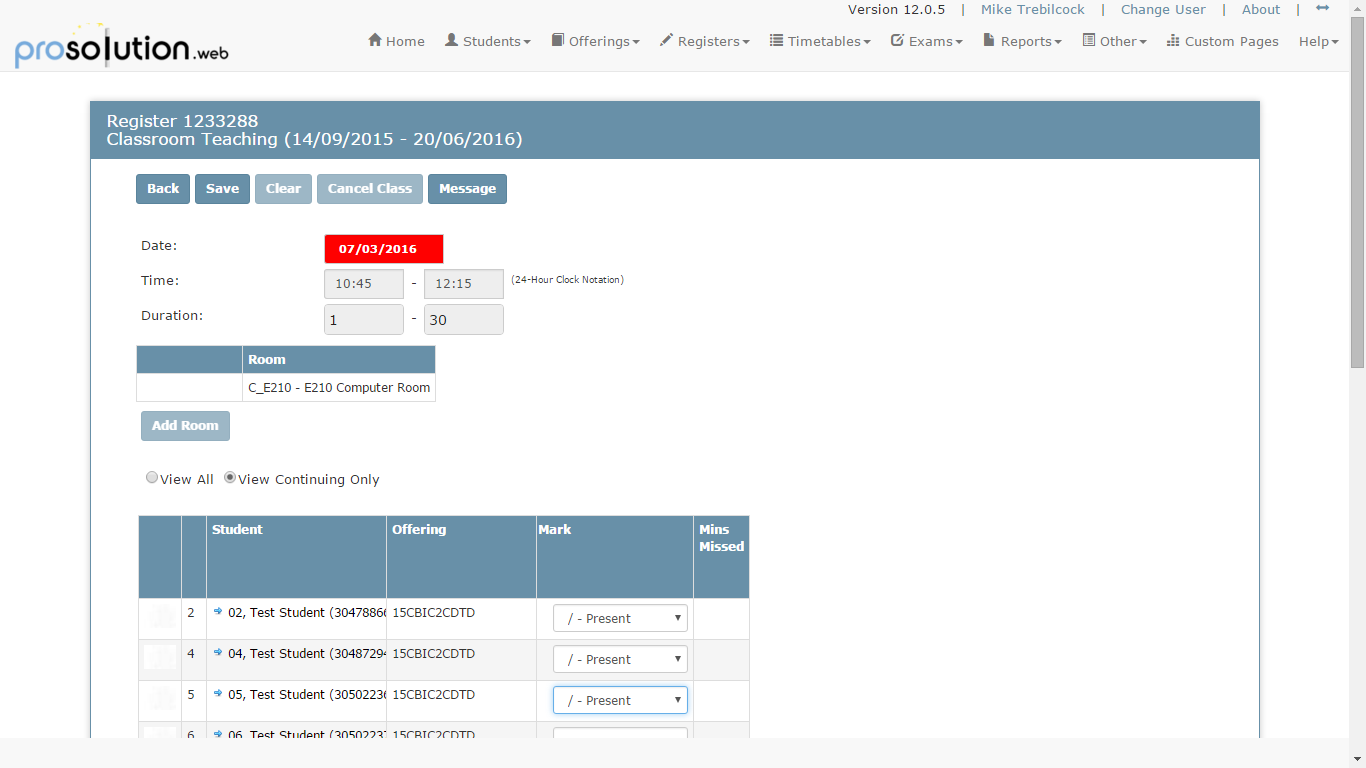 Version 12.0.5 | Mike Trebilcock | Change User | About |
prosolution.web
Home Students Offerings Registers Timetables Exams Reports Other Custom Pages Help
Register 1233288
Classroom Teaching (14/09/2015 - 20/06/2016)
Back Save Clear Cancel Class Message
Date: 07/03/2016
Time: 10:45 - 12:15 (24-Hour Clock Notation)
Duration: 1 - 30
Room
C_E210 - E210 Computer Room
Add Room
View All View Continuing Only
Student Offering Mark Mins
Missed
2 02, Test Student (3047886 15CBIC2CDTD / - Present
4 04, Test Student (3048729 15CBIC2CDTD / - Present
5 05, Test Student (3050223 15CBIC2CDTD / - Present
6 06, Test Student (3050223 15CBIC2CDTD